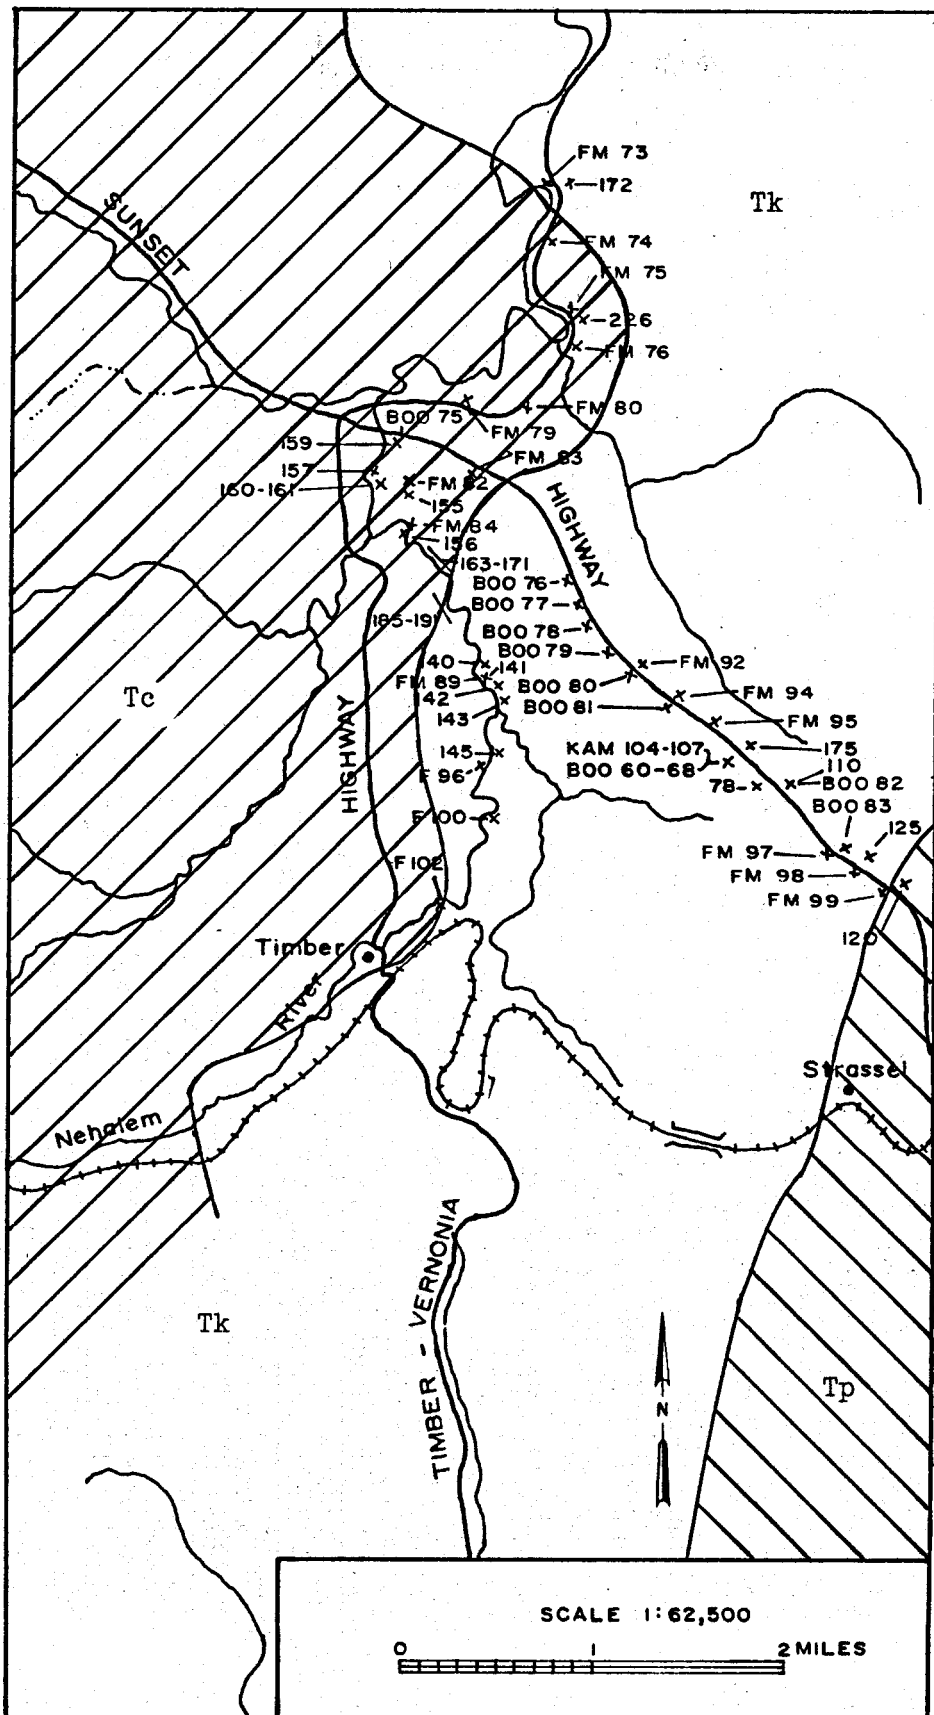 FM 73
172
Tk
SUNSET
FM 74
FM 75
226
FM 76
BOO 75
FM 80
FM 79
159
FM 83
157
FM 82
160-161
155
HIGHWAY
FM 84
156
163-171
BOO 76
BOO 77
185-191
BOO 78
BOO 79
140
141
FM 92
FM 89
BOO 80
142
FM 94
Tc
143
BOO 81
FM 95
HIGHWAY
145
KAM 104-107
175
F 96
BOO 60-68
110
78
BOO 82
BOO 83
F 100
125
FM 97
F 102
FM 98
FM 99
120
Timber
River
Strassel
Nehalem
TIMBER - VERNONIA
Tk
N
Tp
SCALE 1:62,500
0 1 2 MILES